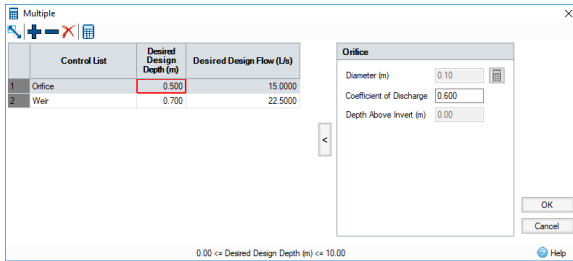 Multiple
Control List
Desired Design Depth (m)
Desired Design Flow (L/s)
1 Orifice 0.500 15.0000
2 Weir 0.700 22.5000
<
Orifice
Diameter (m) 0.10
Coefficient of Discharge 0.600
Depth Above Invert (m) 0.00
OK
Cancel
0.00 <= Desired Design Depth (m) <= 10.00
Help